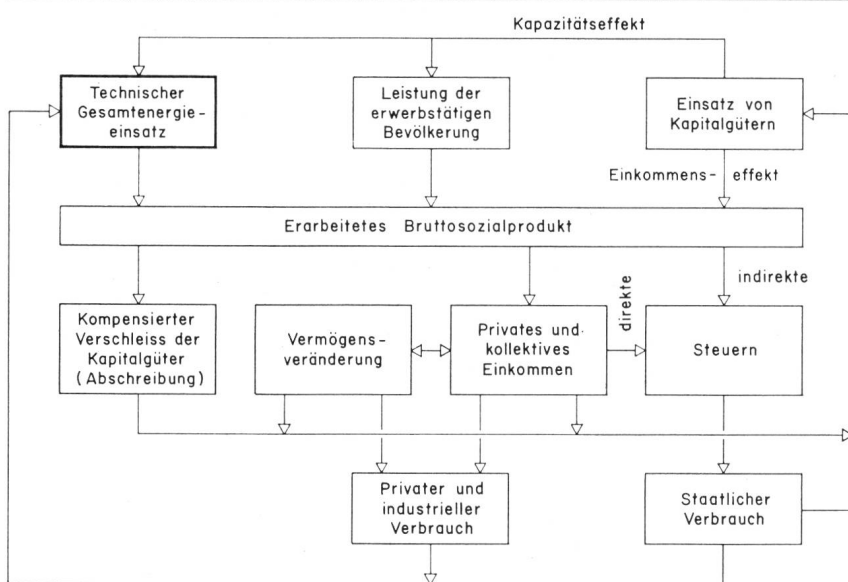 Kapazitätseffekt
Technischer
Gesamtenergie-
einsatz
Leistung der
erwerbstätigen
Bevölkerung
Einsatz von
Kapitalgütern
Einkommens- effekt
Erarbeitetes Bruttosozialprodukt
direkte
indirekte
Kompensierter
Verschleiss der
Kapitalgüter
(Abschreibung)
Vermögens-
veränderung
Privates und
kollektives
Einkommen
Steuern
Privater und
industrieller
Verbrauch
Staatlicher
Verbrauch